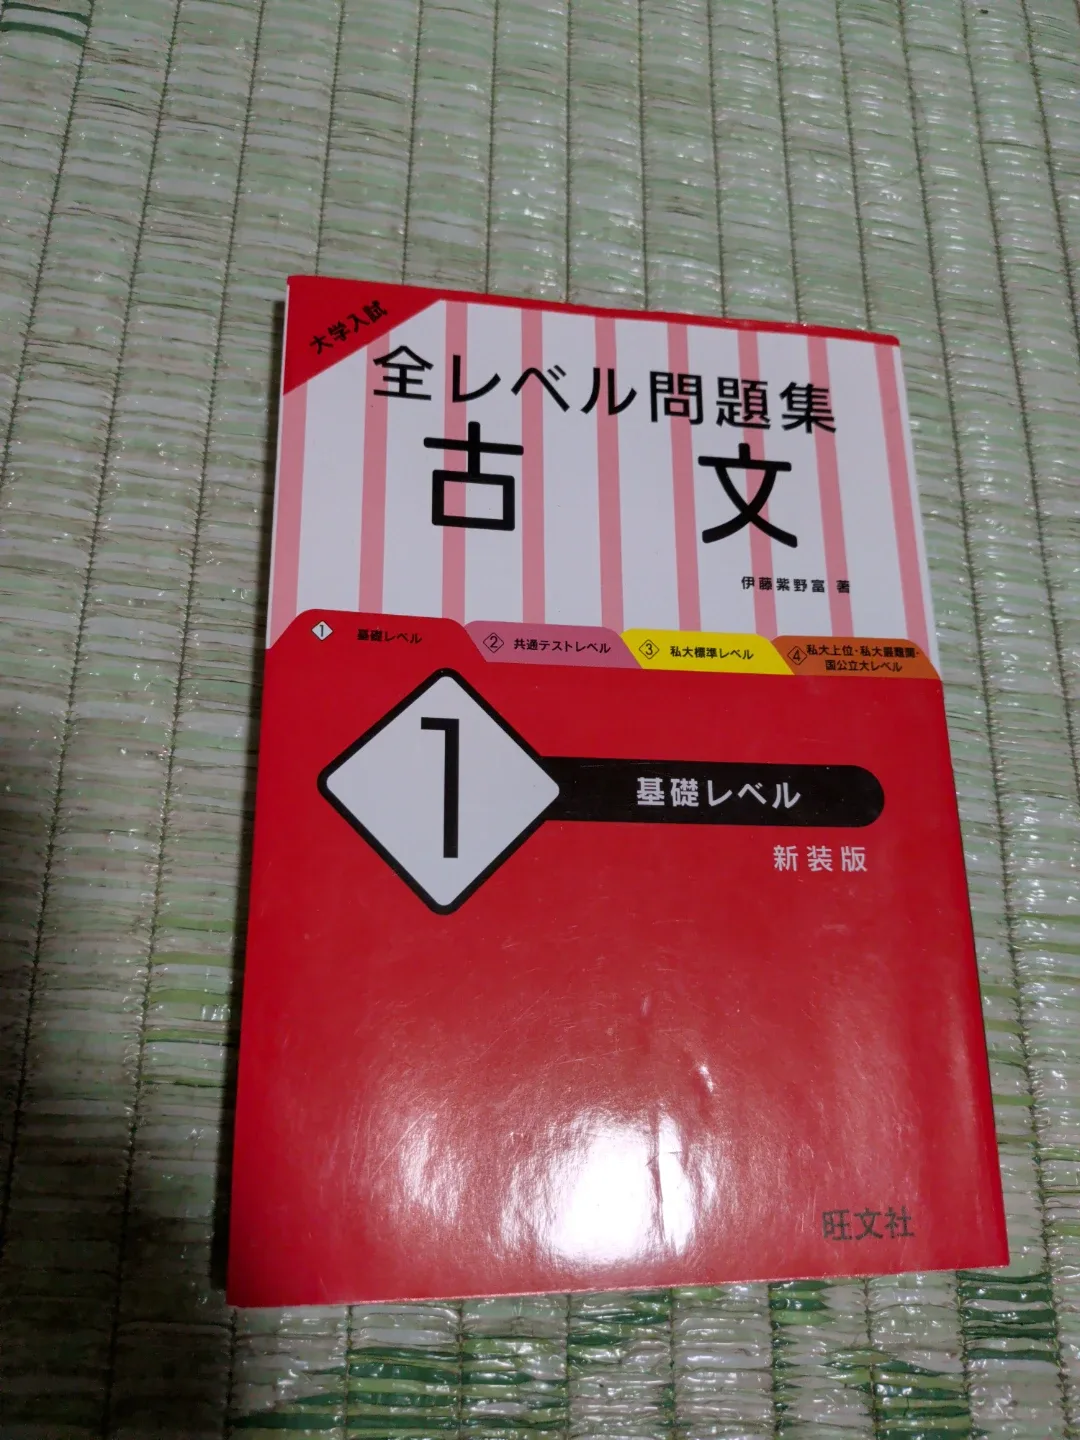 大学入試
全レベル問題集
古文
伊藤紫野富 著
1 基礎レベル
2 共通テストレベル
3 私大標準レベル
4 私大上位・私大最難関・
国公立大レベル
1 基礎レベル
新装版
旺文社